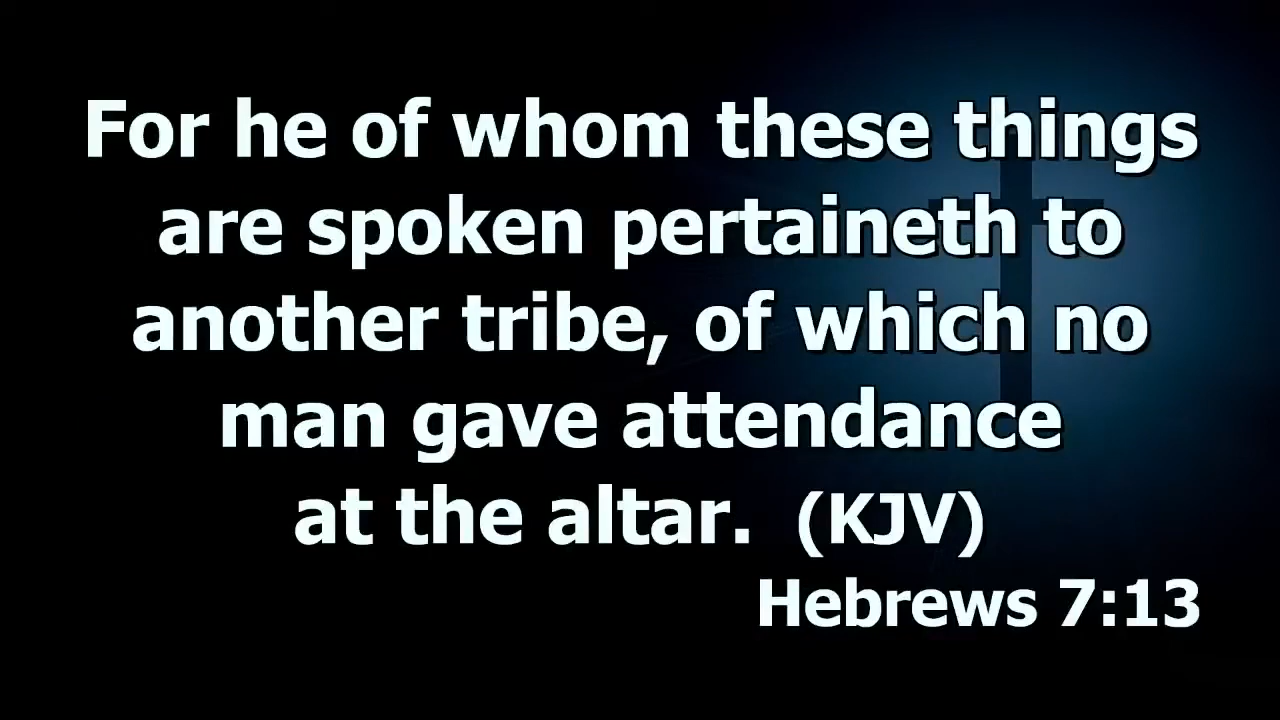 For he of whom these things
are spoken pertaineth to
another tribe, of which no
man gave attendance
at the altar. (KJV)
Hebrews 7:13